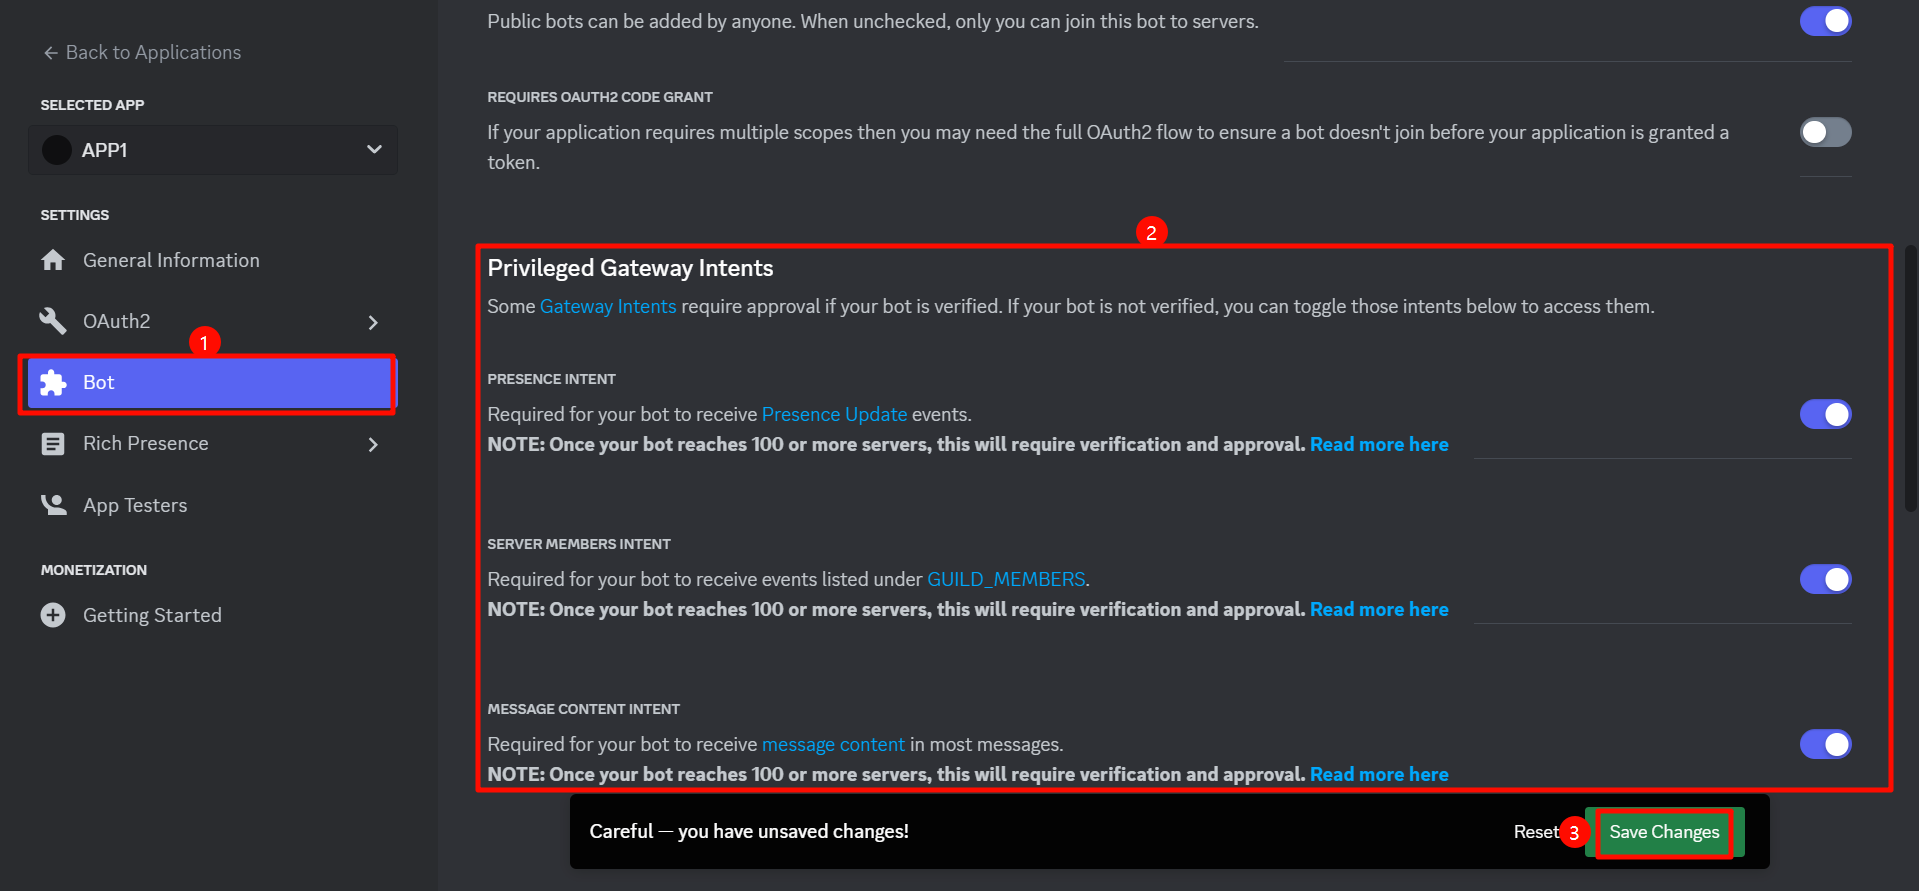 Back to Applications
SELECTED APP
APP1
SETTINGS
General Information
OAuth2
1
Bot
Rich Presence
App Testers
MONETIZATION
Getting Started
Public bots can be added by anyone. When unchecked, only you can join this bot to servers.
REQUIRES OAUTH2 CODE GRANT
If your application requires multiple scopes then you may need the full OAuth2 flow to ensure a bot doesn't join before your application is granted a
token.
2
Privileged Gateway Intents
Some Gateway Intents require approval if your bot is verified. If your bot is not verified, you can toggle those intents below to access them.
PRESENCE INTENT
Required for your bot to receive Presence Update events.
NOTE: Once your bot reaches 100 or more servers, this will require verification and approval. Read more here
SERVER MEMBERS INTENT
Required for your bot to receive events listed under GUILD_MEMBERS.
NOTE: Once your bot reaches 100 or more servers, this will require verification and approval. Read more here
MESSAGE CONTENT INTENT
Required for your bot to receive message content in most messages.
NOTE: Once your bot reaches 100 or more servers, this will require verification and approval. Read more here
Careful — you have unsaved changes!
Reset 3 Save Changes